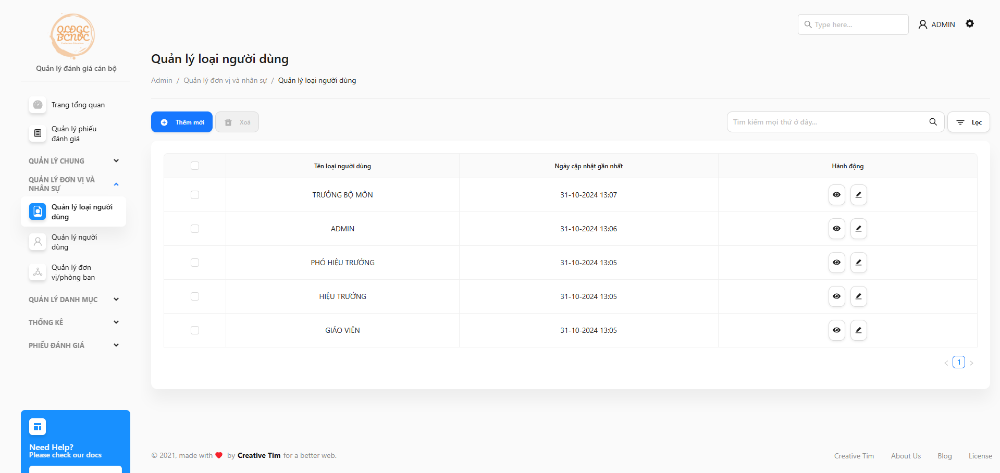 QLĐGC
BCNVC
Quản lý đánh giá cán bộ
Trang tổng quan
Quản lý phiếu
đánh giá
QUẢN LÝ CHUNG
QUẢN LÝ ĐƠN VỊ VÀ
NHÂN SỰ
Quản lý loại người
dùng
Quản lý người
dùng
Quản lý đơn
vị/phòng ban
QUẢN LÝ DANH MỤC
THỐNG KÊ
PHIẾU ĐÁNH GIÁ
Need Help?
Please check our docs
Type here...
ADMIN
Quản lý loại người dùng
Admin / Quản lý đơn vị và nhân sự / Quản lý loại người dùng
Thêm mới
Xoá
Tìm kiếm mọi thứ ở đây...
Lọc
Tên loại người dùng Ngày cập nhật gần nhất Hành động
TRƯỞNG BỘ MÔN 31-10-2024 13:07
ADMIN 31-10-2024 13:06
PHÓ HIỆU TRƯỞNG 31-10-2024 13:05
HIỆU TRƯỞNG 31-10-2024 13:05
GIÁO VIÊN 31-10-2024 13:05
< 1 >
© 2021, made with ❤ by Creative Tim for a better web.
Creative Tim About Us Blog License